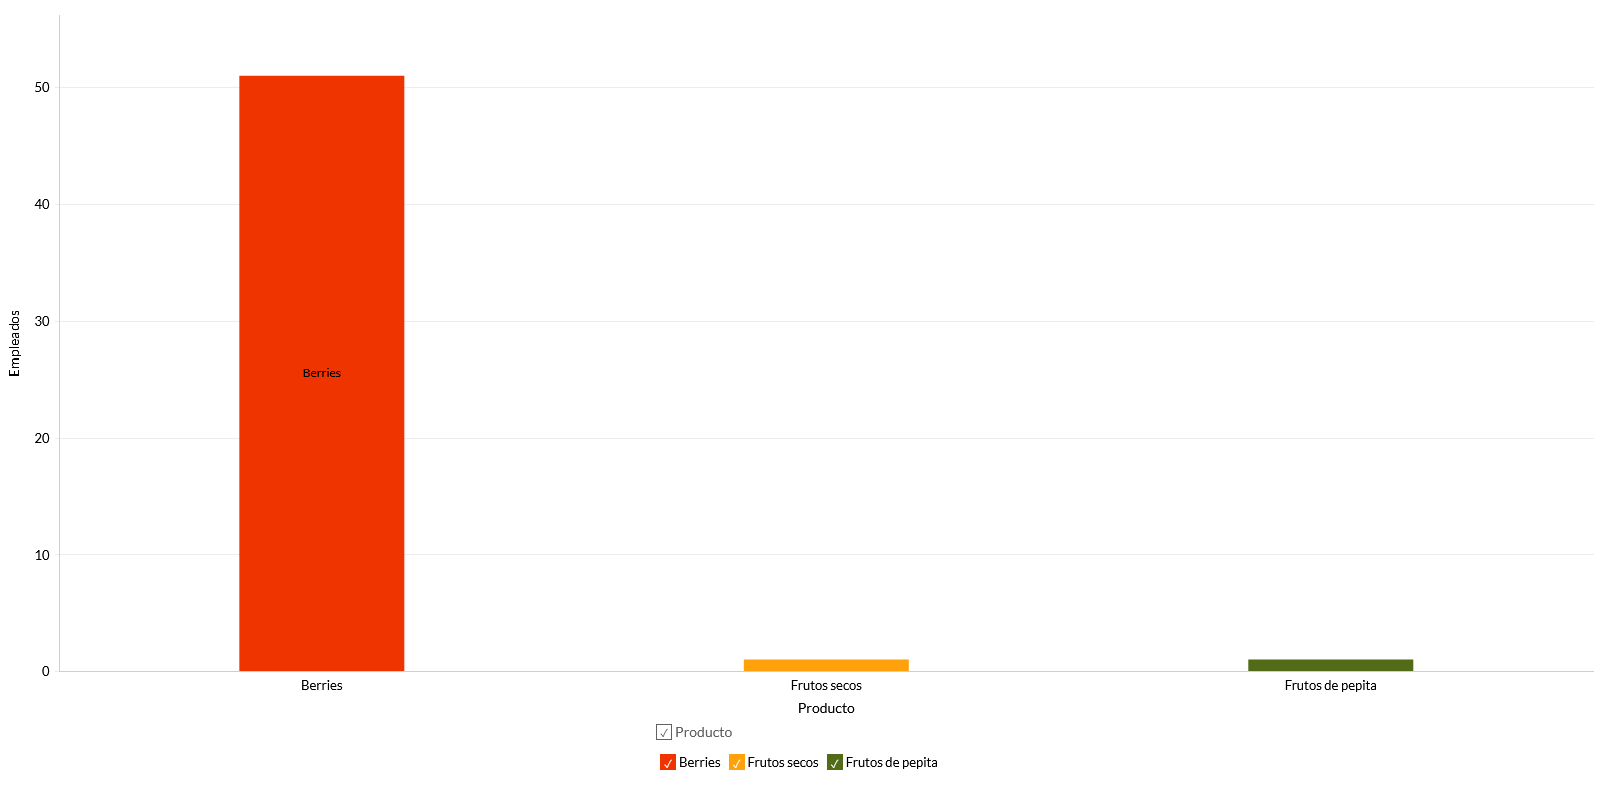 50
40
30
20
10
0
Empleados
Berries
Berries
Frutos secos
Frutos de pepita
Producto
Producto
Berries
Frutos secos
Frutos de pepita